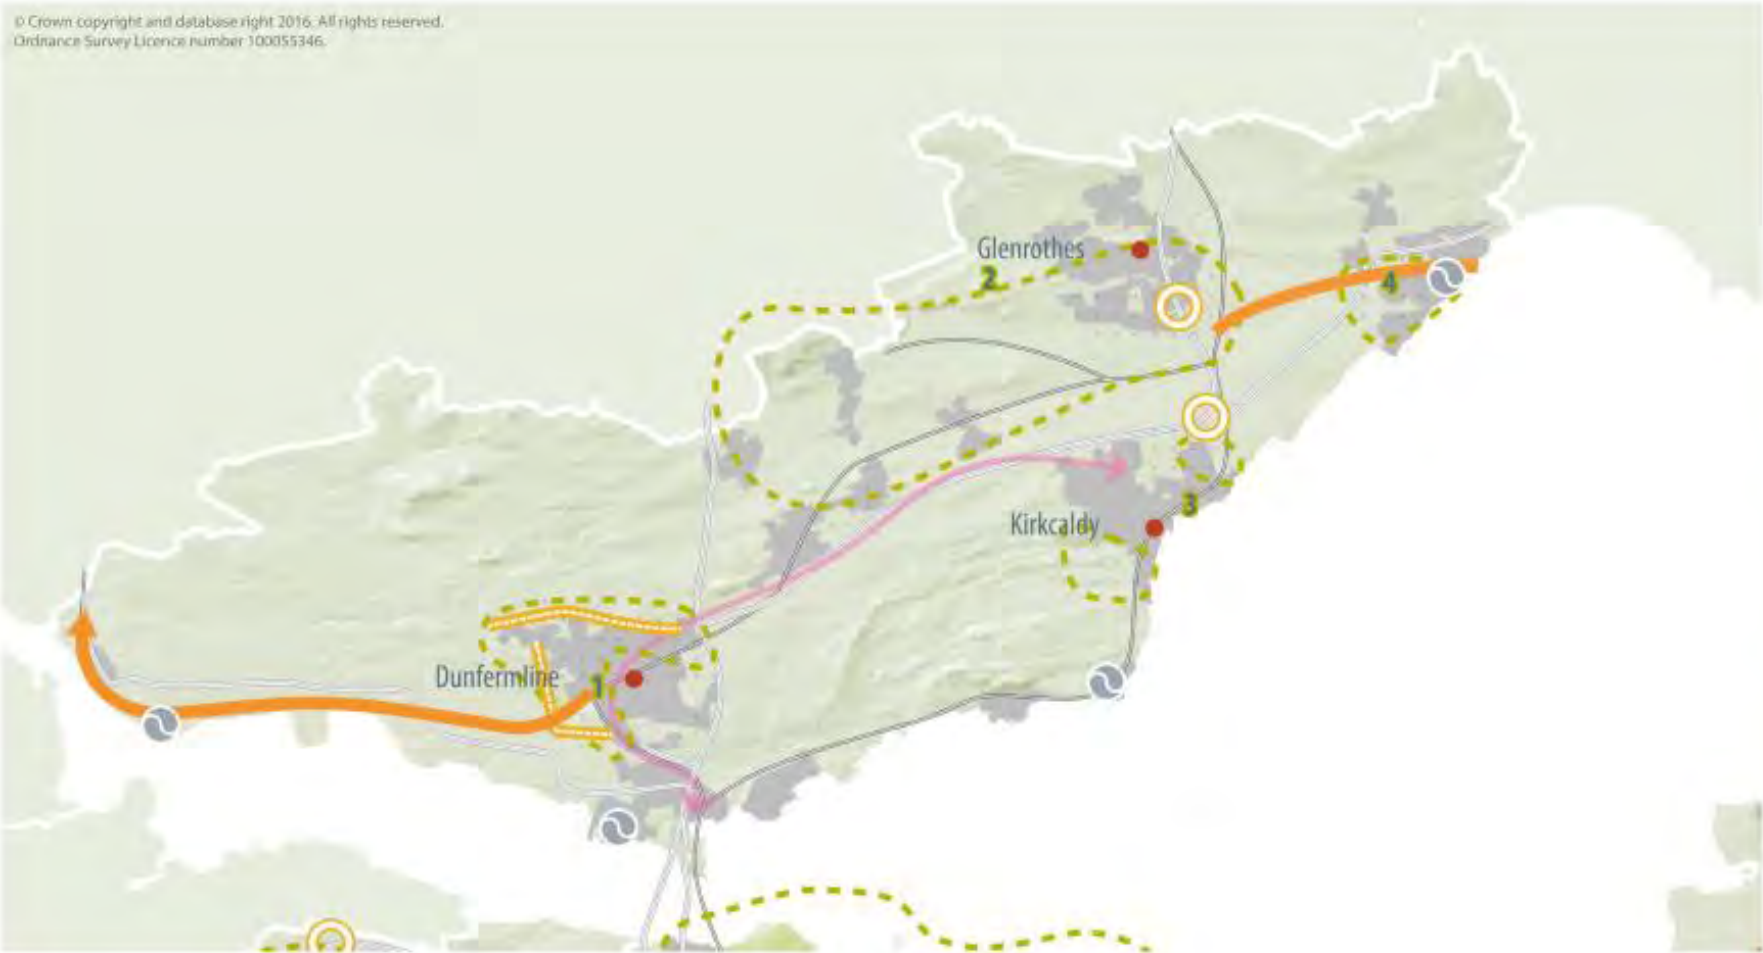 © Crown copyright and database right 2016. All rights reserved.
Ordnance Survey Licence number 100055346.
Glenrothes
2
4
Kirkcaldy
3
Dunfermline
1